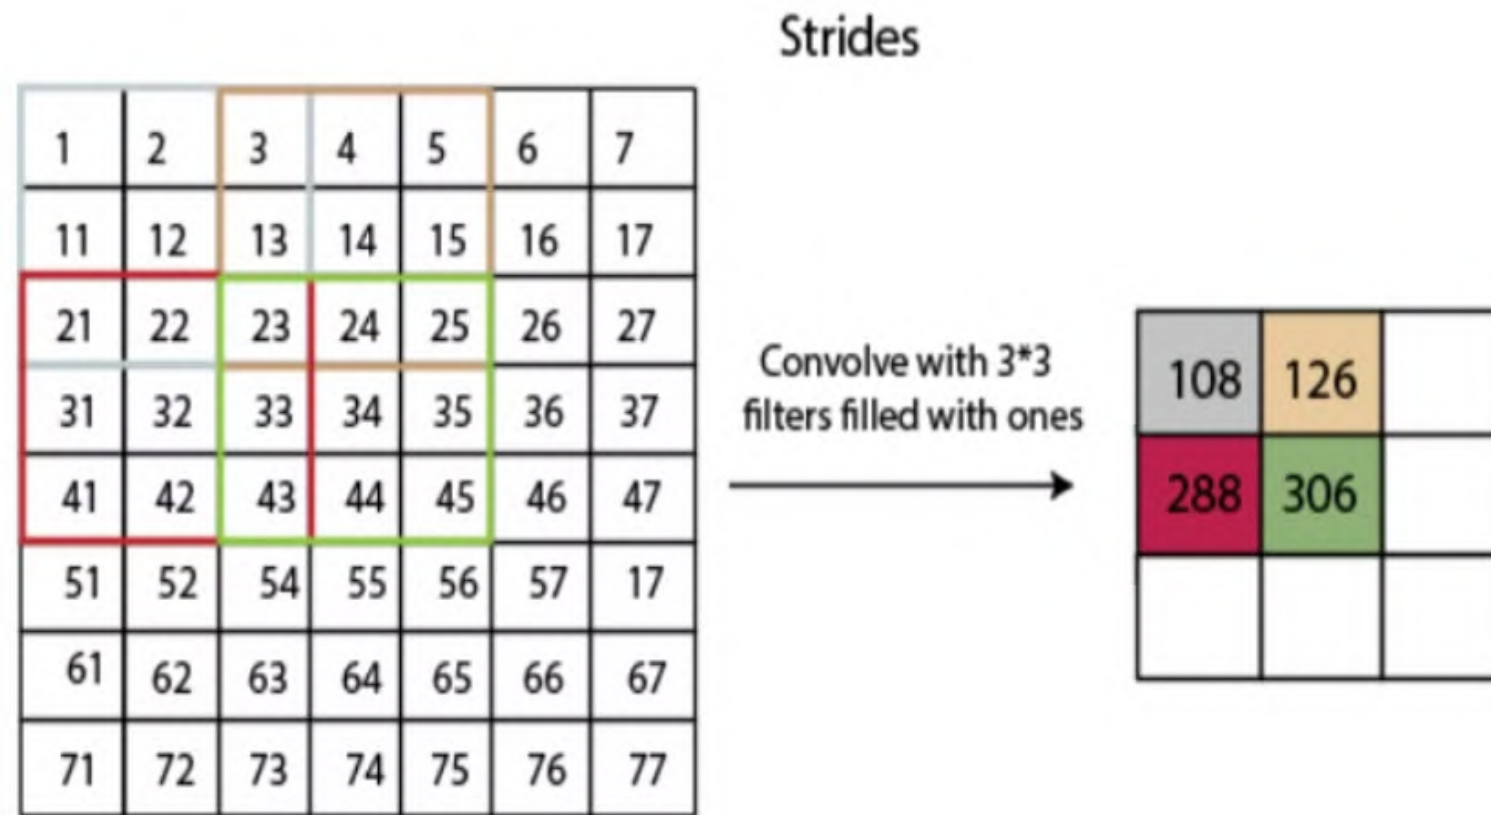 Strides
1 2 3 4 5 6 7
11 12 13 14 15 16 17
21 22 23 24 25 26 27
31 32 33 34 35 36 37
41 42 43 44 45 46 47
51 52 54 55 56 57 17
61 62 63 64 65 66 67
71 72 73 74 75 76 77
Convolve with 3*3
filters filled with ones
108 126
288 306